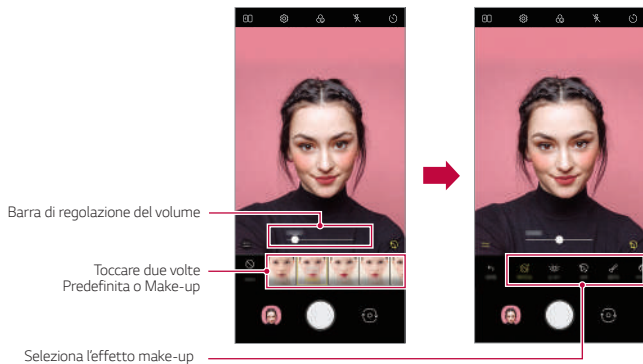 Barra di regolazione del volume
Toccare due volte
Predefinita o Make-up
Seleziona l'effetto make-up